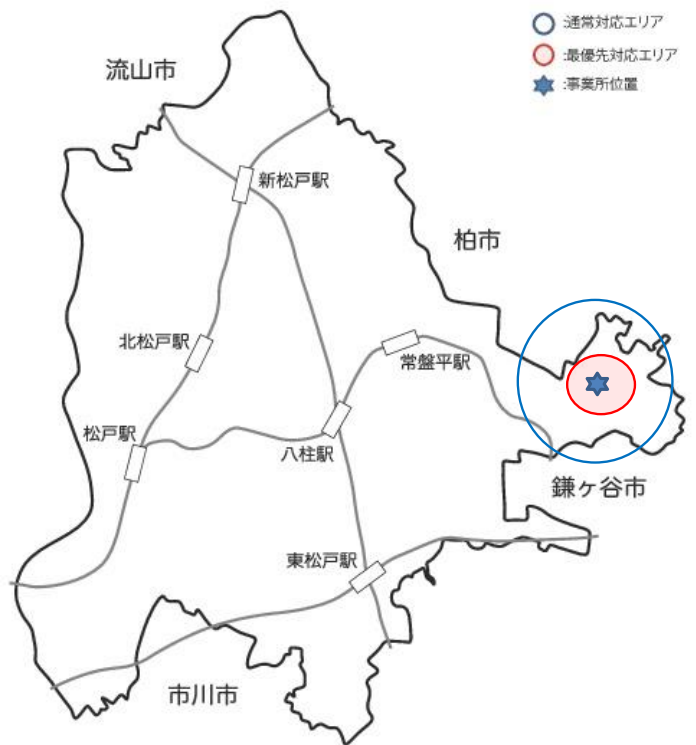 :通常対応エリア
:最優先対応エリア
:事業所位置
流山市
新松戸駅
柏市
北松戸駅
常盤平駅
松戸駅
八柱駅
鎌ヶ谷市
東松戸駅
市川市